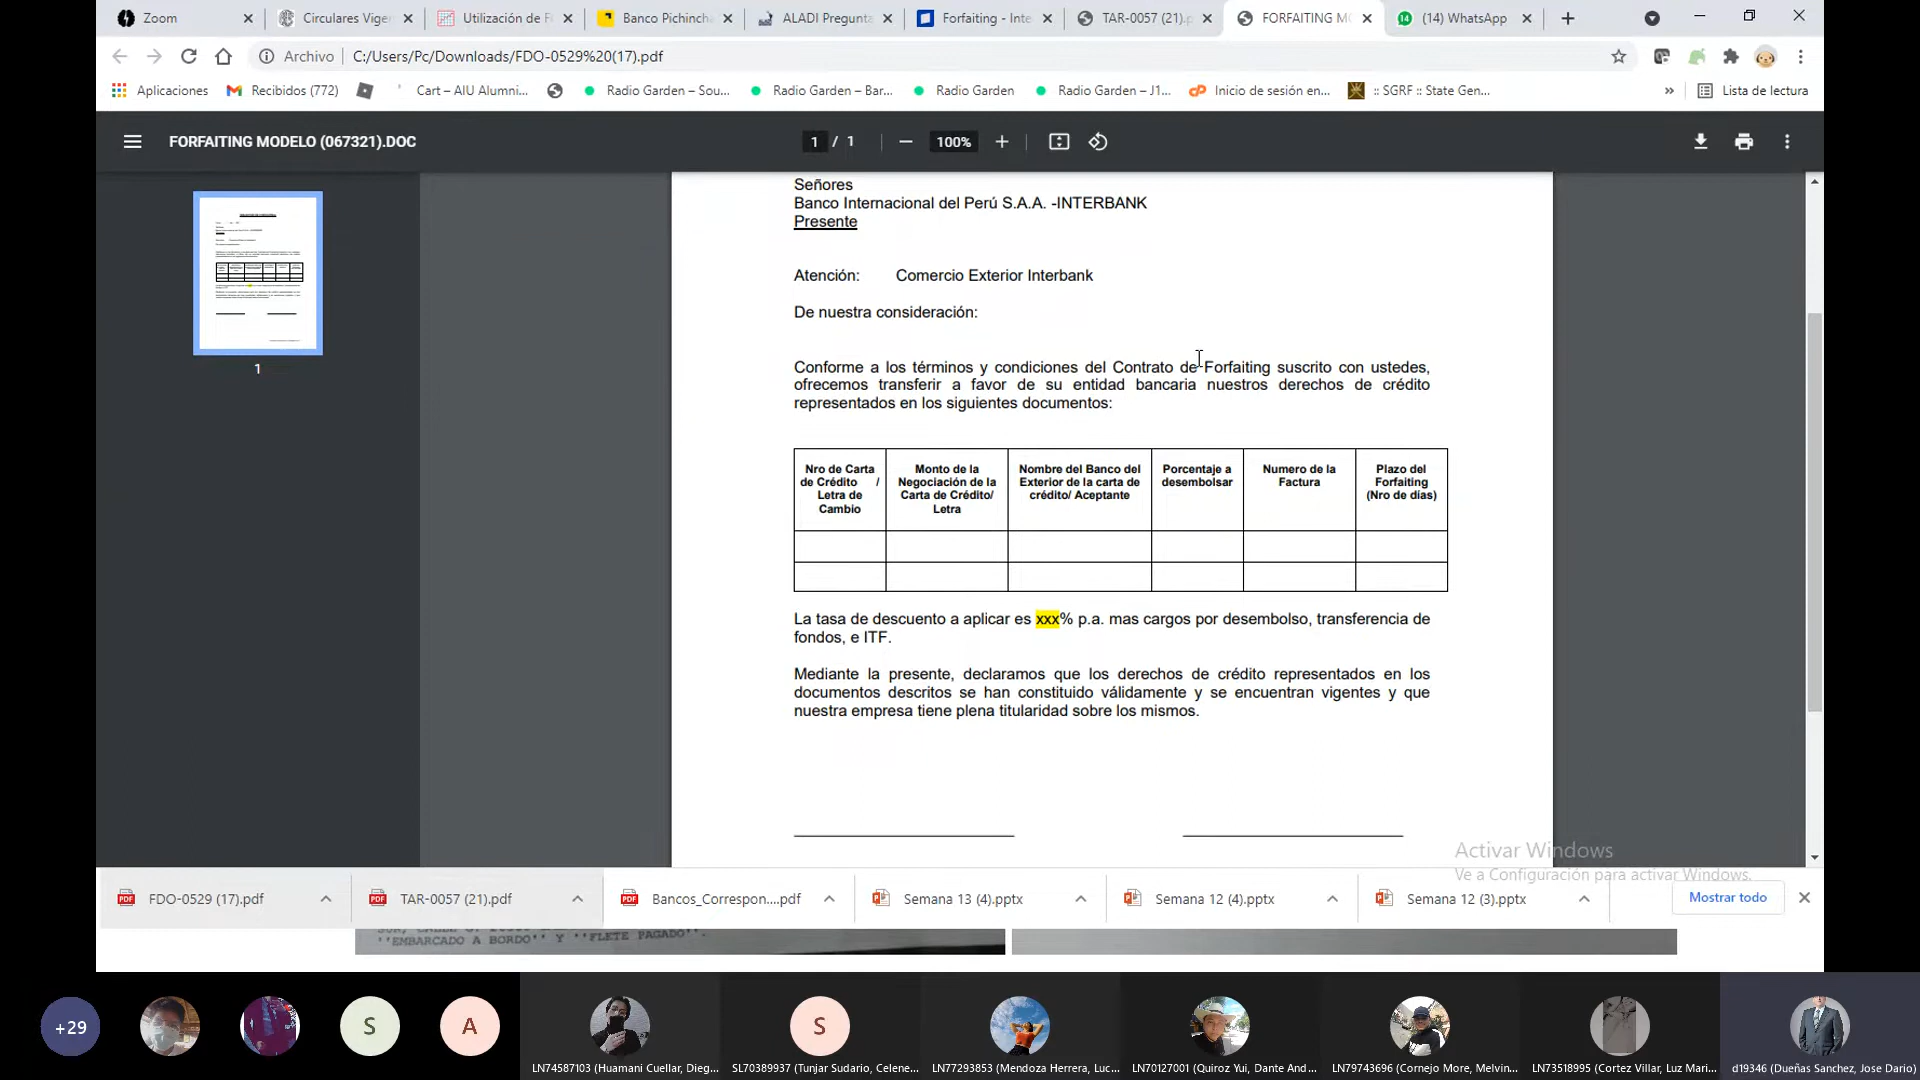 Zoom
Circulares Viger
Utilización de F
Banco Pichinch
ALADI Pregunta
Forfaiting - Inte
TAR-0057 (21).p
FORFAITING M
(14) WhatsApp
Archivo
C:/Users/Pc/Downloads/FDO-0529%20(17).pdf
Aplicaciones
Recibidos (772)
Cart – AIU Alumni...
Radio Garden – Sou...
Radio Garden – Bar...
Radio Garden
Radio Garden – J1...
Inicio de sesión en...
:: SGRF :: State Gen...
»
Lista de lectura
FORFAITING MODELO (067321).DOC
1 / 1
100%
1
Señores
Banco Internacional del Perú S.A.A. -INTERBANK
Presente
Atención: Comercio Exterior Interbank
De nuestra consideración:
Conforme a los términos y condiciones del Contrato de Forfaiting suscrito con ustedes,
ofrecemos transferir a favor de su entidad bancaria nuestros derechos de crédito
representados en los siguientes documentos:
Nro de Carta
de Crédito /
Letra de
Cambio
Monto de la
Negociación de la
Carta de Crédito/
Letra
Nombre del Banco del
Exterior de la carta de
crédito/ Aceptante
Porcentaje a
desembolsar
Numero de la
Factura
Plazo del
Forfaiting
(Nro de días)
La tasa de descuento a aplicar es xxx% p.a. mas cargos por desembolso, transferencia de
fondos, e ITF.
Mediante la presente, declaramos que los derechos de crédito representados en los
documentos descritos se han constituido válidamente y se encuentran vigentes y que
nuestra empresa tiene plena titularidad sobre los mismos.
Activar Windows
Ve a Configuración para activar Windows.
FDO-0529 (17).pdf
TAR-0057 (21).pdf
Bancos_Correspon....pdf
Semana 13 (4).pptx
Semana 12 (4).pptx
Semana 12 (3).pptx
Mostrar todo
''EMBARCADO A BORDO'' Y ''FLETE PAGADO''.
+29
S
A
S
LN74587103 (Huamani Cuellar, Dieg...
SL70389937 (Tunjar Sudario, Celene...
LN77293853 (Mendoza Herrera, Luc...
LN70127001 (Quiroz Yui, Dante And...
LN79743696 (Cornejo More, Melvin...
LN73518995 (Cortez Villar, Luz Mari...
d19346 (Dueñas Sanchez, Jose Dario)